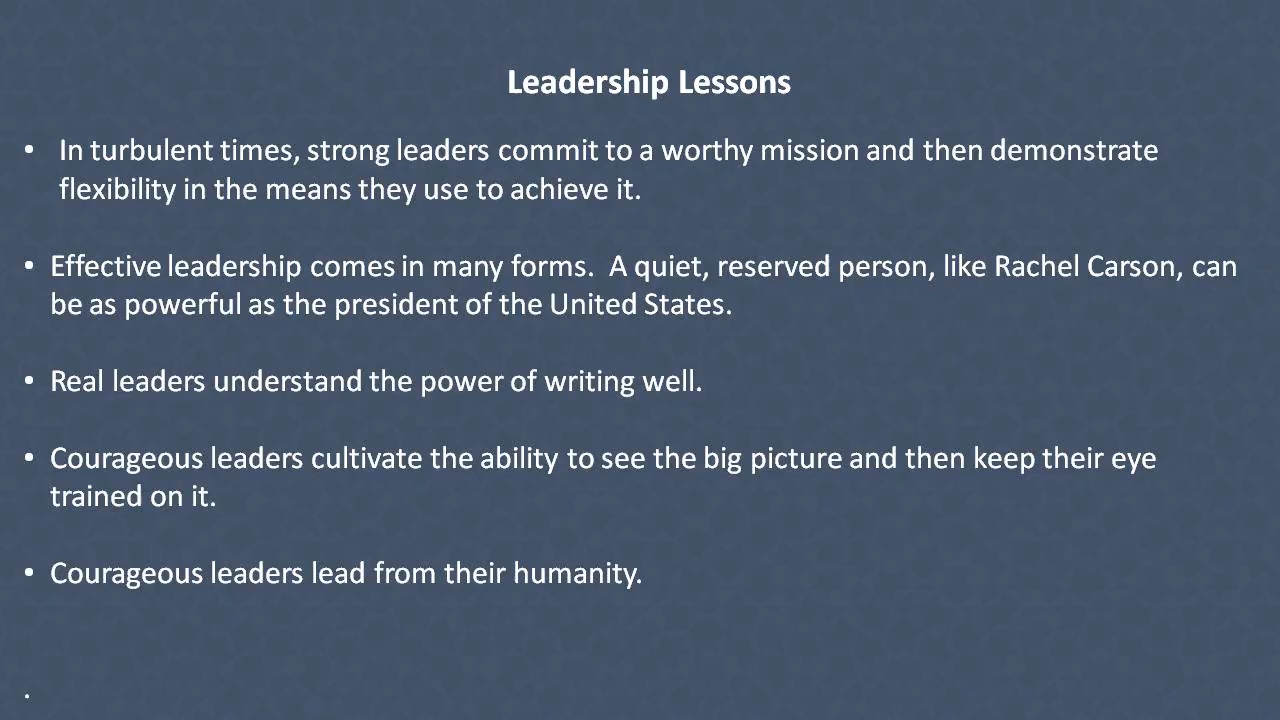 Leadership Lessons
• In turbulent times, strong leaders commit to a worthy mission and then demonstrate
flexibility in the means they use to achieve it.
• Effective leadership comes in many forms.  A quiet, reserved person, like Rachel Carson, can
be as powerful as the president of the United States.
• Real leaders understand the power of writing well.
• Courageous leaders cultivate the ability to see the big picture and then keep their eye
trained on it.
• Courageous leaders lead from their humanity.
.